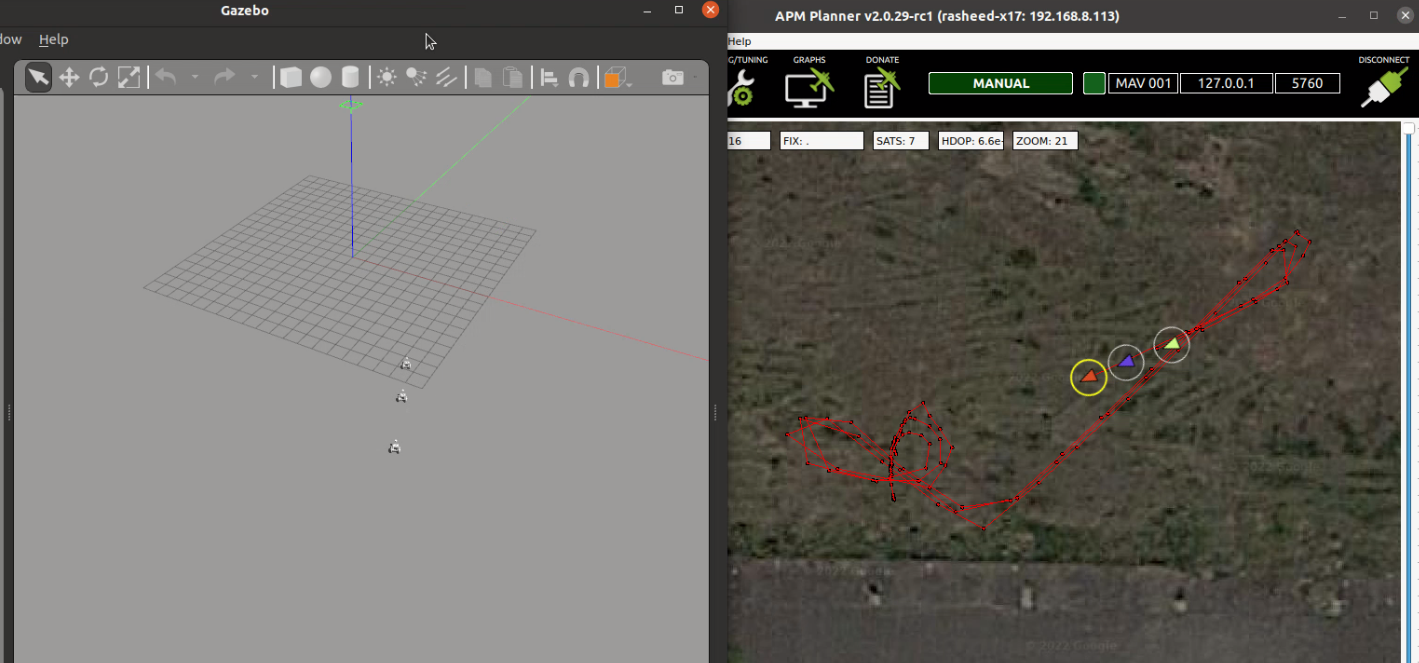 Gazebo
dow Help
APM Planner v2.0.29-rc1 (rasheed-x17: 192.168.8.113)
Help
G/TUNING GRAPHS DONATE DISCONNECT
MANUAL MAV 001 127.0.0.1 5760
16 FIX: . SATS: 7 HDOP: 6.6e- ZOOM: 21
© 2022 Google